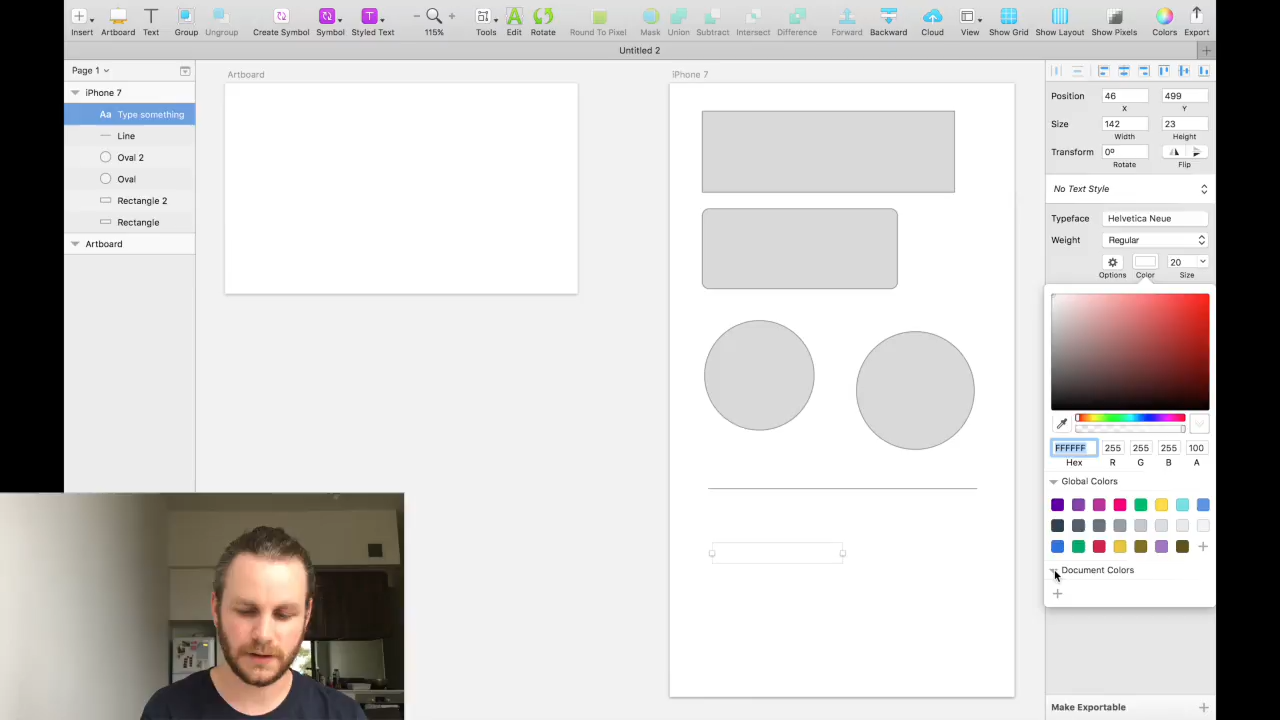 Insert Artboard Text Group Ungroup Create Symbol Symbol Styled Text 115% Tools Edit Rotate Round To Pixel Mask Union Subtract Intersect Difference Forward Backward Cloud View Show Grid Show Layout Show Pixels Colors Export
Untitled 2
Page 1
iPhone 7
Aa Type something
Line
Oval 2
Oval
Rectangle 2
Rectangle
Artboard
Artboard
iPhone 7
Position 46 499
X Y
Size 142 23
Width Height
Transform 0º
Rotate Flip
No Text Style
Typeface Helvetica Neue
Weight Regular
20
Options Color Size
FFFFFF 255 255 255 100
Hex R G B A
Global Colors
Document Colors
Make Exportable